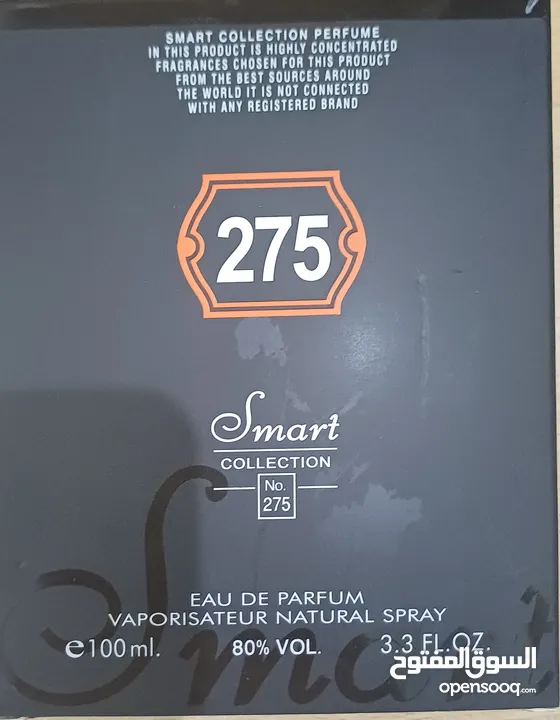 SMART COLLECTION PERFUME
IN THIS PRODUCT IS HIGHLY CONCENTRATED
FRAGRANCES CHOSEN FOR THIS PRODUCT
FROM THE BEST SOURCES AROUND
THE WORLD IT IS NOT CONNECTED
WITH ANY REGISTERED BRAND
275
Smart
COLLECTION
No.
275
Smart
EAU DE PARFUM
VAPORISATEUR NATURAL SPRAY
e100ml. 80% VOL. 3.3 FL.OZ.
السوق المفتوح
opensooq.com